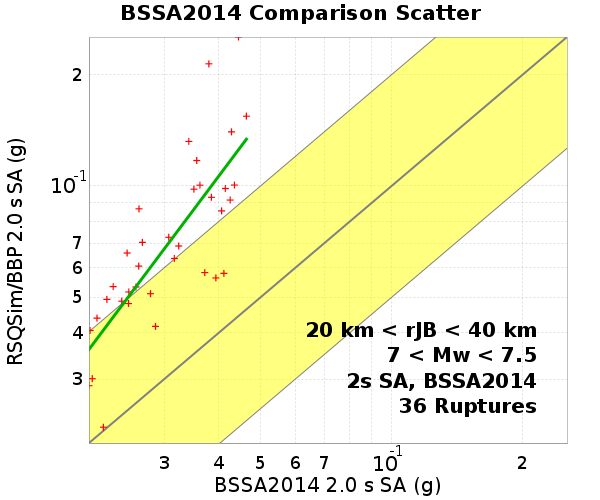 BSSA2014 Comparison Scatter
RSQSim/BBP 2.0 s SA (g)
2
10-1
7
6
5
4
3
20 km < rJB < 40 km
7 < Mw < 7.5
2s SA, BSSA2014
36 Ruptures
3 4 5 6 7 10-1 2
BSSA2014 2.0 s SA (g)